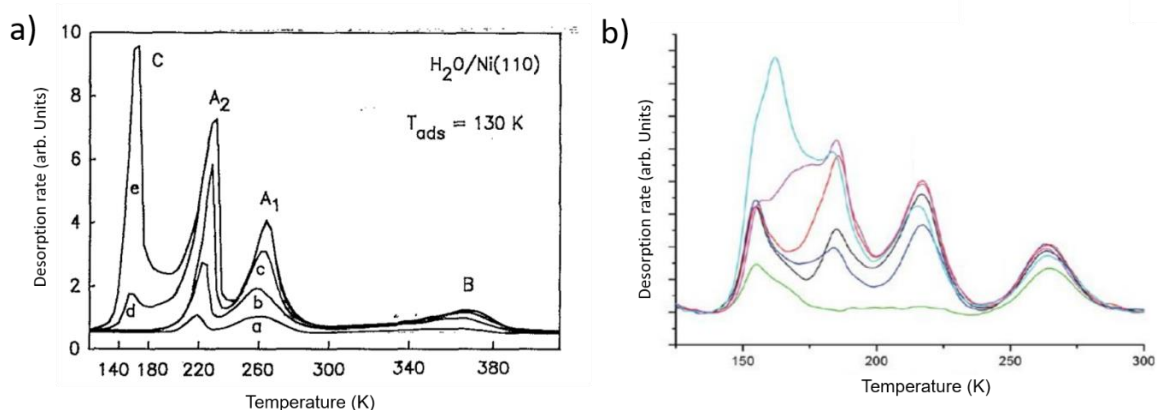 a)
Desorption rate (arb. Units)
10
8
6
4
2
0
C
A2
A1
B
H2O/Ni(110)
Tads = 130 K
e
d
c
b
a
140 180 220 260 300 340 380
Temperature (K)
b)
Desorption rate (arb. Units)
150 200 250 300
Temperature (K)